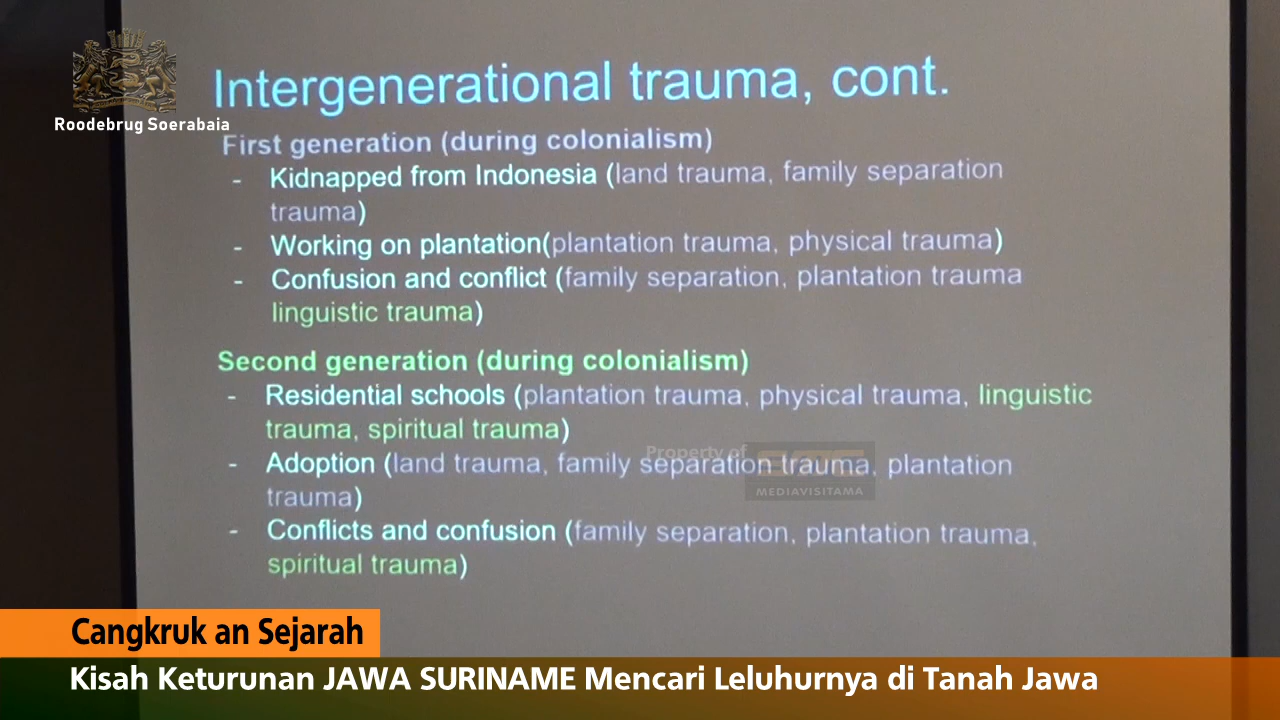 Roodebrug Soerabaia
Intergenerational trauma, cont.
First generation (during colonialism)
- Kidnapped from Indonesia (land trauma, family separation
trauma)
- Working on plantation(plantation trauma, physical trauma)
- Confusion and conflict (family separation, plantation trauma
linguistic trauma)
Second generation (during colonialism)
- Residential schools (plantation trauma, physical trauma, linguistic
trauma, spiritual trauma)
- Adoption (land trauma, family separation trauma, plantation
trauma)
- Conflicts and confusion (family separation, plantation trauma,
spiritual trauma)
Property of
MEDIAVISITAMA
Cangkruk an Sejarah
Kisah Keturunan JAWA SURINAME Mencari Leluhurnya di Tanah Jawa